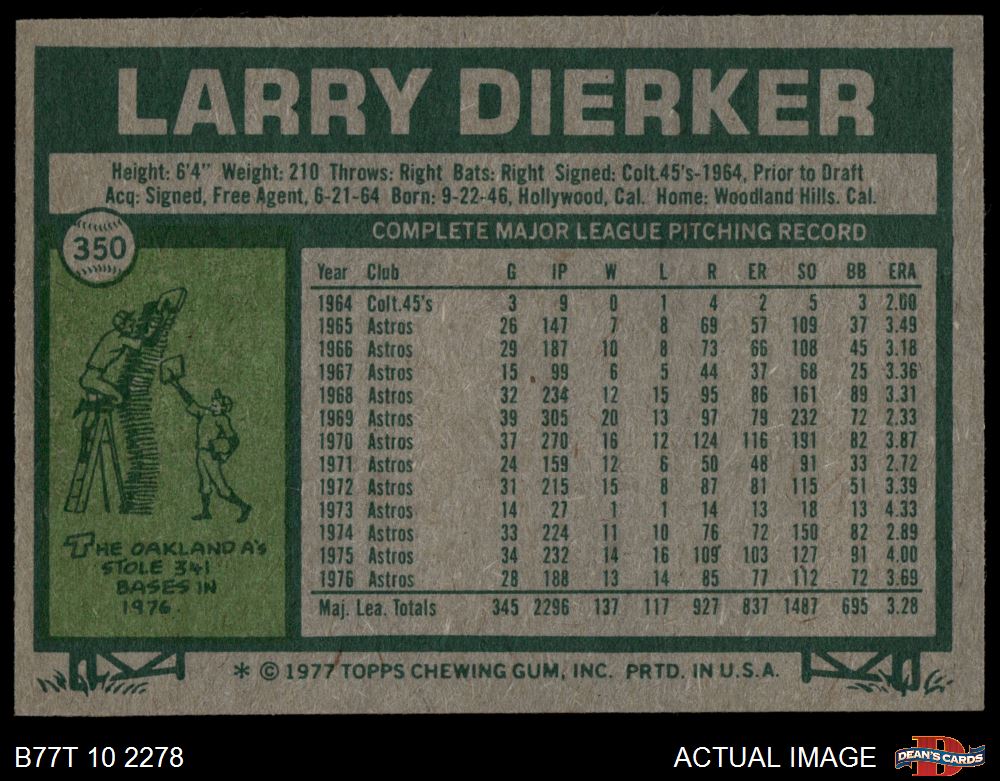 LARRY DIERKER
Height: 6'4" Weight: 210 Throws: Right Bats: Right Signed: Colt.45's-1964, Prior to Draft
Acq: Signed, Free Agent, 6-21-64 Born: 9-22-46, Hollywood, Cal. Home: Woodland Hills. Cal.
350
COMPLETE MAJOR LEAGUE PITCHING RECORD
Year Club G IP W L R ER SO BB ERA
1964 Colt.45's 3 9 0 1 4 2 5 3 2.00
1965 Astros 26 147 7 8 69 57 109 37 3.49
1966 Astros 29 187 10 8 73 66 108 45 3.18
1967 Astros 15 99 6 5 44 37 68 25 3.36
1968 Astros 32 234 12 15 95 86 161 89 3.31
1969 Astros 39 305 20 13 97 79 232 72 2.33
1970 Astros 37 270 16 12 124 116 191 82 3.87
1971 Astros 24 159 12 6 50 48 91 33 2.72
1972 Astros 31 215 15 8 87 81 115 51 3.39
1973 Astros 14 27 1 1 14 13 18 13 4.33
1974 Astros 33 224 11 10 76 72 150 82 2.89
1975 Astros 34 232 14 16 109 103 127 91 4.00
1976 Astros 28 188 13 14 85 77 112 72 3.69
Maj. Lea. Totals 345 2296 137 117 927 837 1487 695 3.28
THE OAKLAND A'S
STOLE 341
BASES IN
1976.
* © 1977 TOPPS CHEWING GUM, INC. PRTD. IN U.S.A.
B77T 10 2278
ACTUAL IMAGE
D
DEAN'S CARDS